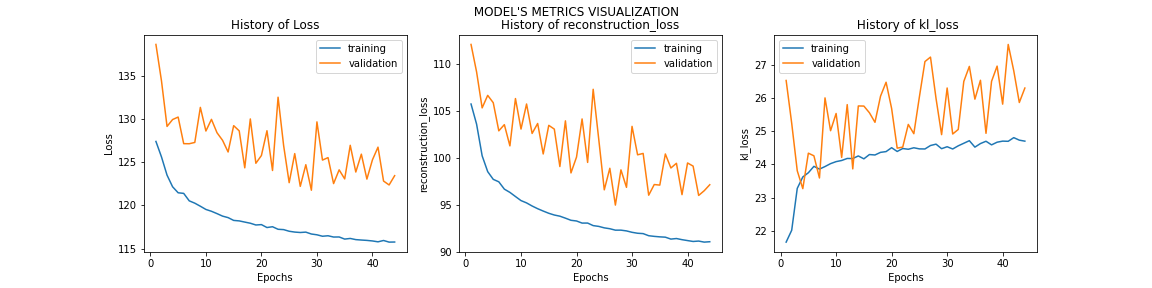 MODEL'S METRICS VISUALIZATION
History of Loss
training
validation
Loss
135
130
125
120
115
0
10
20
30
40
Epochs
History of reconstruction_loss
training
validation
reconstruction_loss
110
105
100
95
90
0
10
20
30
40
Epochs
History of kl_loss
training
validation
kl_loss
27
26
25
24
23
22
0
10
20
30
40
Epochs